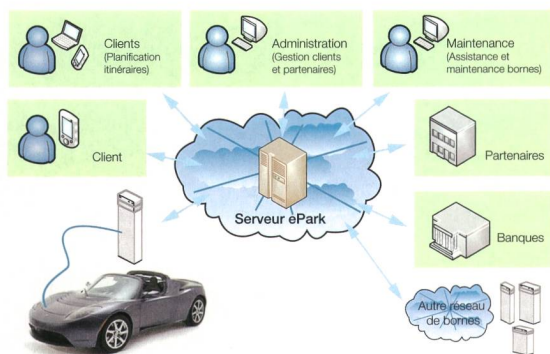 Clients
(Planification
itinéraires)
Administration
(Gestion clients
et partenaires)
Maintenance
(Assistance et
maintenance bornes)
Client
Serveur ePark
Partenaires
Banques
Autre réseau
de bornes